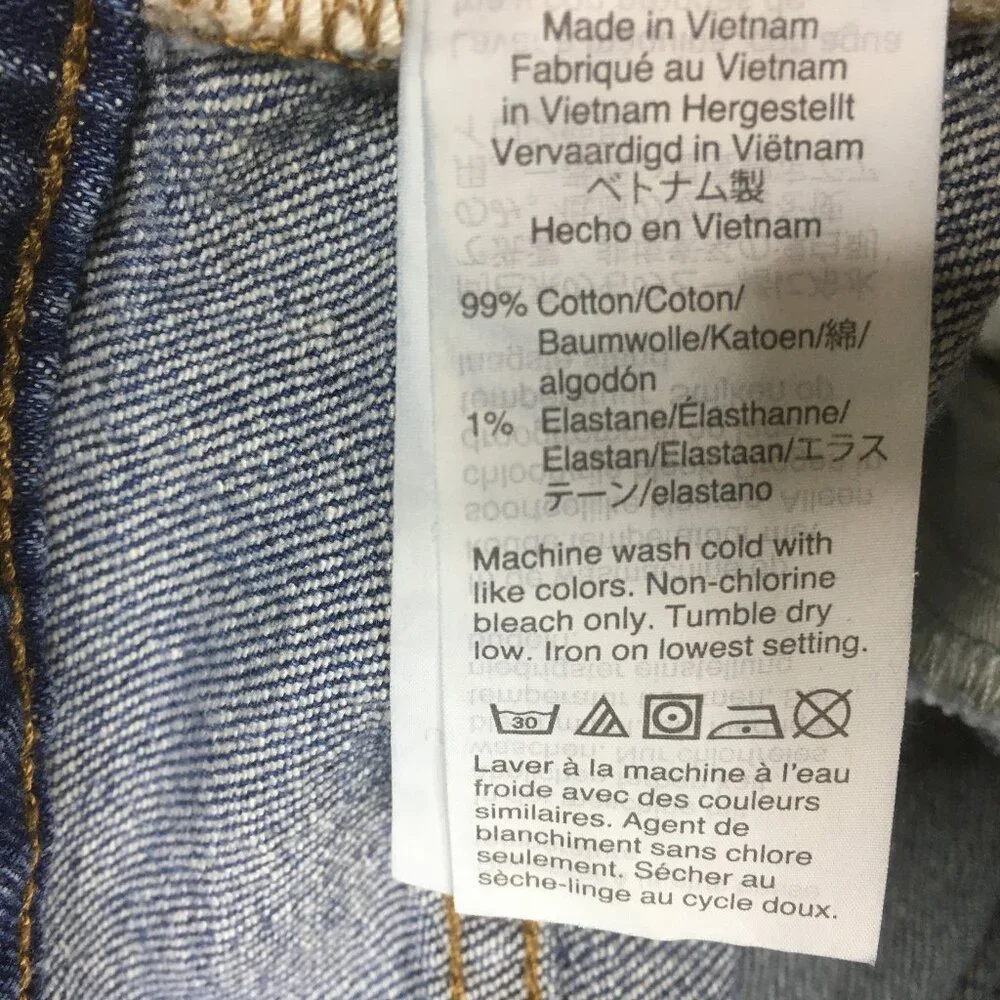 Made in Vietnam
Fabriqué au Vietnam
in Vietnam Hergestellt
Vervaardigd in Viëtnam
ベトナム製
Hecho en Vietnam
99% Cotton/Coton/
Baumwolle/Katoen/綿/
algodón
1% Elastane/Élasthanne/
Elastan/Elastaan/エラス
テーン/elastano
Machine wash cold with
like colors. Non-chlorine
bleach only. Tumble dry
low. Iron on lowest setting.
30
Laver à la machine à l'eau
froide avec des couleurs
similaires. Agent de
blanchiment sans chlore
seulement. Sécher au
sèche-linge au cycle doux.